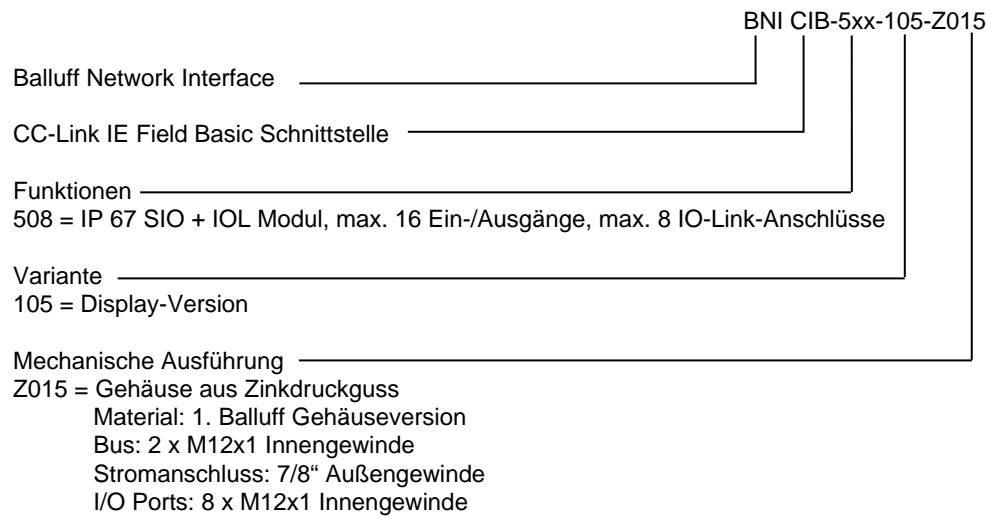 BNI CIB-5xx-105-Z015
Balluff Network Interface
CC-Link IE Field Basic Schnittstelle
Funktionen
508 = IP 67 SIO + IOL Modul, max. 16 Ein-/Ausgänge, max. 8 IO-Link-Anschlüsse
Variante
105 = Display-Version
Mechanische Ausführung
Z015 = Gehäuse aus Zinkdruckguss
Material: 1. Balluff Gehäuseversion
Bus: 2 x M12x1 Innengewinde
Stromanschluss: 7/8“ Außengewinde
I/O Ports: 8 x M12x1 Innengewinde